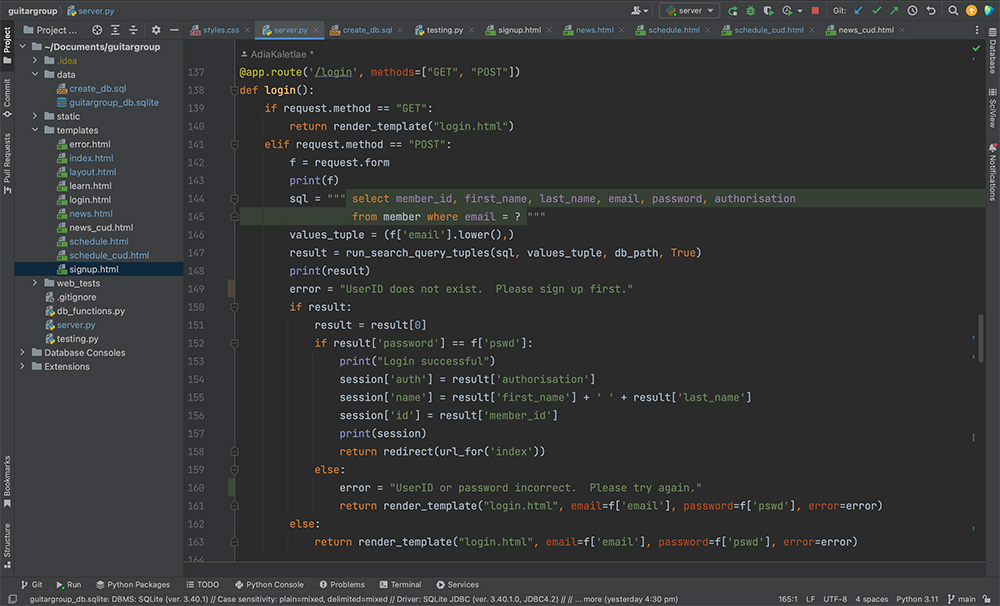 guitargroup server.py
server
Git:
Project ...
styles.css server.py create_db.sql testing.py signup.html news.html schedule.html schedule_cud.html news_cud.html
~/Documents/guitargroup
.idea
data
create_db.sql
guitargroup_db.sqlite
static
templates
error.html
index.html
layout.html
learn.html
login.html
news.html
news_cud.html
schedule.html
schedule_cud.html
signup.html
web_tests
.gitignore
db_functions.py
server.py
testing.py
Database Consoles
Extensions
Project
Commit
Pull Requests
Bookmarks
Structure
AdiaKaletlae *
137 @app.route('/login', methods=["GET", "POST"])
138 def login():
139 if request.method == "GET":
140 return render_template("login.html")
141 elif request.method == "POST":
142 f = request.form
143 print(f)
144 sql = """ select member_id, first_name, last_name, email, password, authorisation
145 from member where email = ? """
146 values_tuple = (f['email'].lower(),)
147 result = run_search_query_tuples(sql, values_tuple, db_path, True)
148 print(result)
149 error = "UserID does not exist.  Please sign up first."
150 if result:
151 result = result[0]
152 if result['password'] == f['pswd']:
153 print("Login successful")
154 session['auth'] = result['authorisation']
155 session['name'] = result['first_name'] + ' ' + result['last_name']
156 session['id'] = result['member_id']
157 print(session)
158 return redirect(url_for('index'))
159 else:
160 error = "UserID or password incorrect.  Please try again."
161 return render_template("login.html", email=f['email'], password=f['pswd'], error=error)
162 else:
163 return render_template("login.html", email=f['email'], password=f['pswd'], error=error)
Database
SciView
Notifications
Git Run Python Packages TODO Python Console Problems Terminal Services
guitargroup_db.sqlite: DBMS: SQLite (ver. 3.40.1) // Case sensitivity: plain=mixed, delimited=mixed // Driver: SQLite JDBC (ver. 3.40.1.0, JDBC4.2) // // ... more (yesterday 4:30 pm) 165:1 LF UTF-8 4 spaces Python 3.11 main